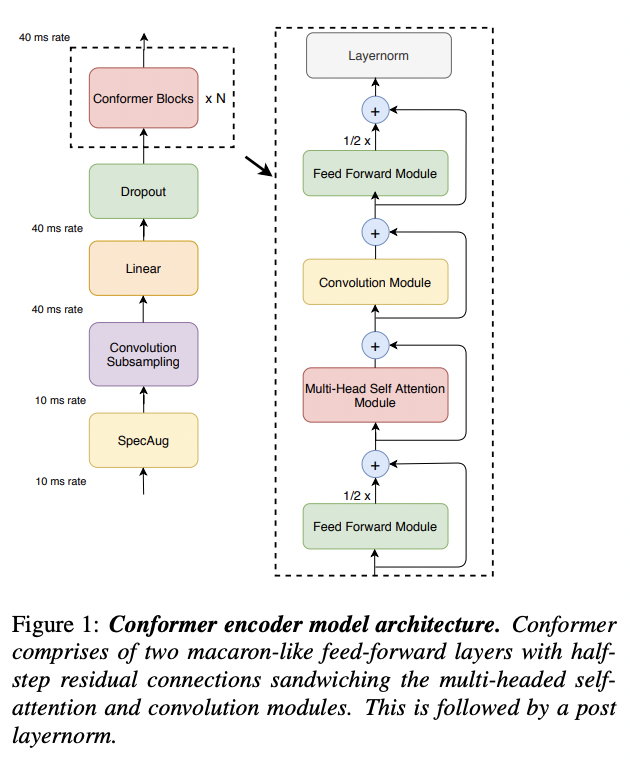 40 ms rate
Conformer Blocks
x N
Dropout
40 ms rate
Linear
40 ms rate
Convolution
Subsampling
10 ms rate
SpecAug
10 ms rate
Layernorm
+
1/2 x
Feed Forward Module
+
Convolution Module
+
Multi-Head Self Attention
Module
+
1/2 x
Feed Forward Module
Figure 1: Conformer encoder model architecture. Conformer
comprises of two macaron-like feed-forward layers with half-
step residual connections sandwiching the multi-headed self-
attention and convolution modules. This is followed by a post
layernorm.